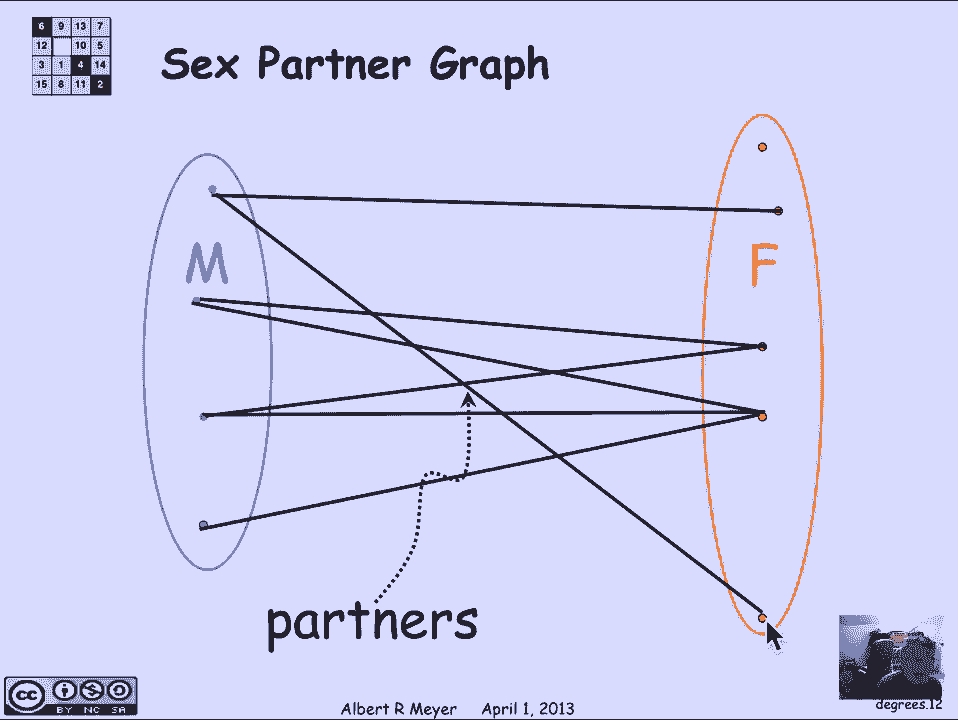 6 9 13 7
12 10 5
3 1 4 14
15 8 11 2
Sex Partner Graph
M
F
partners
cc
BY NC SA
Albert R Meyer April 1, 2013
degrees.12